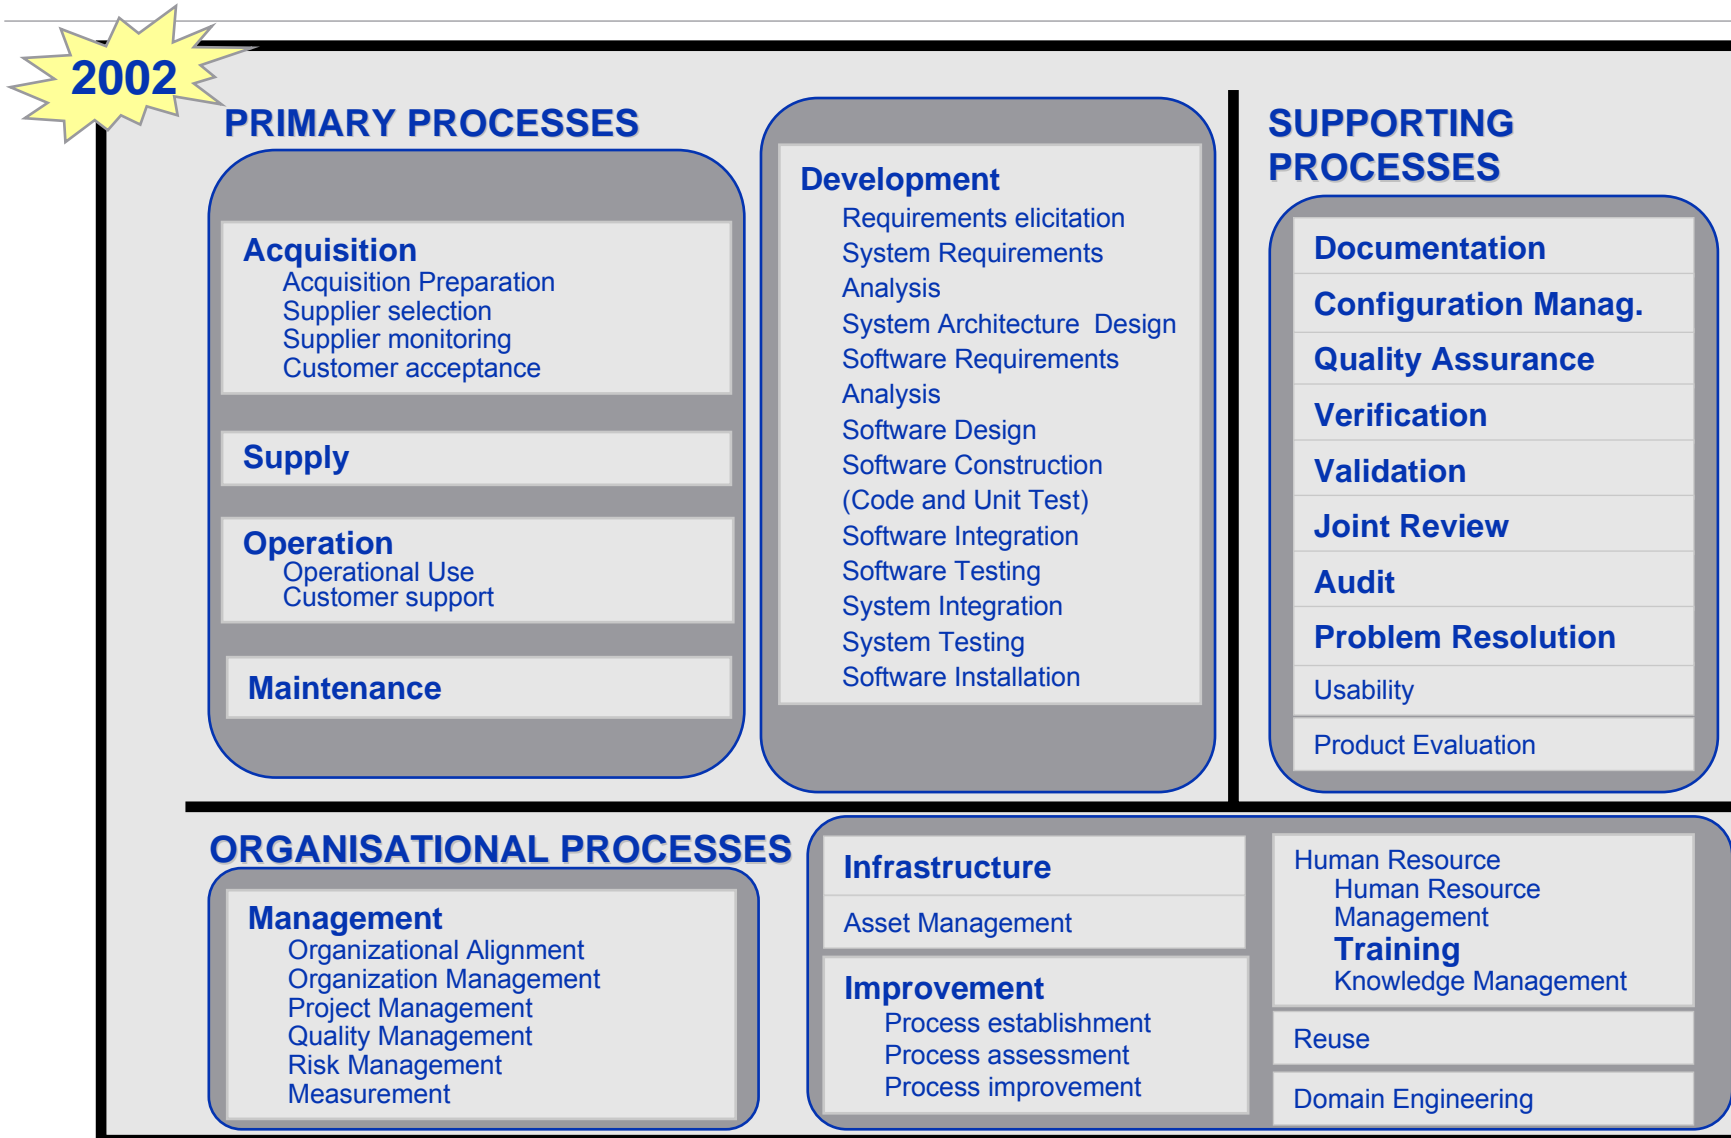 2002
PRIMARY PROCESSES
Acquisition
Acquisition Preparation
Supplier selection
Supplier monitoring
Customer acceptance
Supply
Operation
Operational Use
Customer support
Maintenance
Development
Requirements elicitation
System Requirements
Analysis
System Architecture Design
Software Requirements
Analysis
Software Design
Software Construction
(Code and Unit Test)
Software Integration
Software Testing
System Integration
System Testing
Software Installation
SUPPORTING
PROCESSES
Documentation
Configuration Manag.
Quality Assurance
Verification
Validation
Joint Review
Audit
Problem Resolution
Usability
Product Evaluation
ORGANISATIONAL PROCESSES
Management
Organizational Alignment
Organization Management
Project Management
Quality Management
Risk Management
Measurement
Infrastructure
Asset Management
Improvement
Process establishment
Process assessment
Process improvement
Human Resource
Human Resource
Management
Training
Knowledge Management
Reuse
Domain Engineering